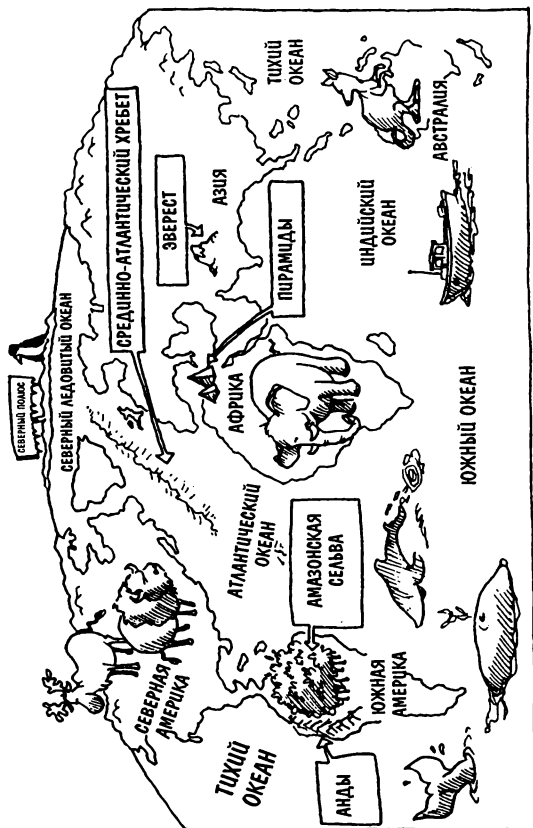 СЕВЕРНЫЙ ПОЛЮС
СЕВЕРНЫЙ ЛЕДОВИТЫЙ ОКЕАН
СРЕДИННО-АТЛАНТИЧЕСКИЙ ХРЕБЕТ
СЕВЕРНАЯ
АМЕРИКА
ЭВЕРЕСТ
АЗИЯ
ТИХИЙ
ОКЕАН
ПИРАМИДЫ
АФРИКА
АТЛАНТИЧЕСКИЙ
ОКЕАН
ТИХИЙ
ОКЕАН
АМАЗОНСКАЯ
СЕЛЬВА
ИНДИЙСКИЙ
ОКЕАН
АВСТРАЛИЯ
АНДЫ
ЮЖНАЯ
АМЕРИКА
ЮЖНЫЙ ОКЕАН